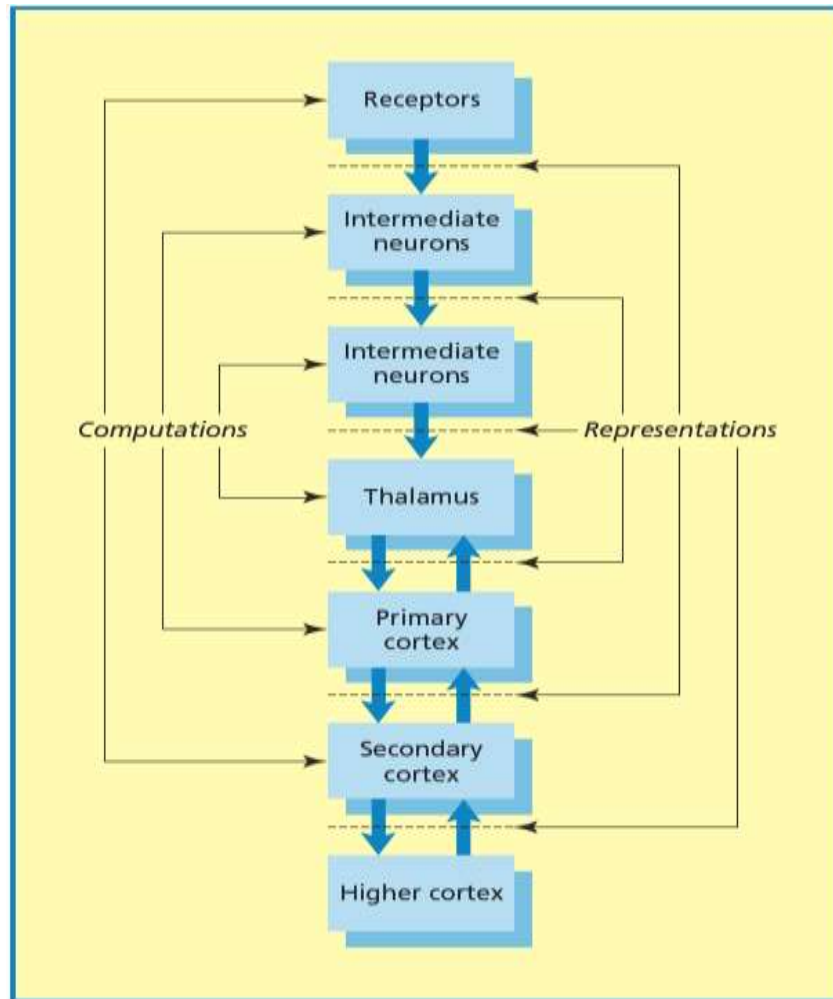 Receptors
Intermediate
neurons
Intermediate
neurons
Computations
Representations
Thalamus
Primary
cortex
Secondary
cortex
Higher cortex